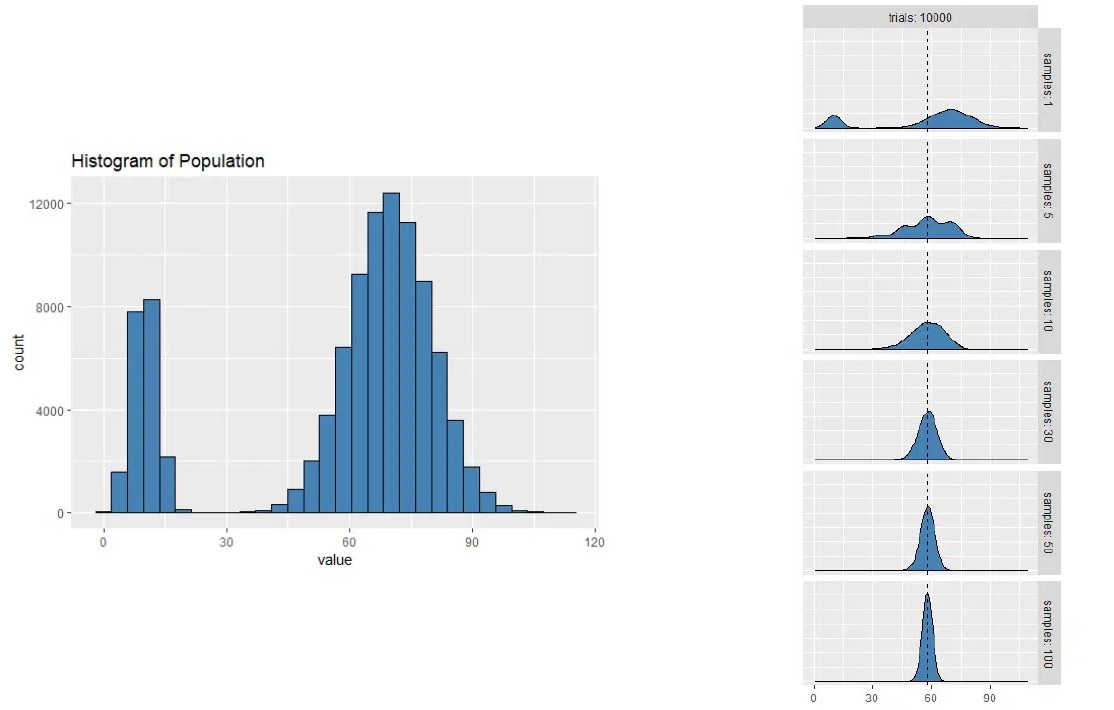 Histogram of Population
12000
8000
4000
0
count
0 30 60 90 120
value
trials: 10000
samples: 1
samples: 5
samples: 10
samples: 30
samples: 50
samples: 100
0 30 60 90